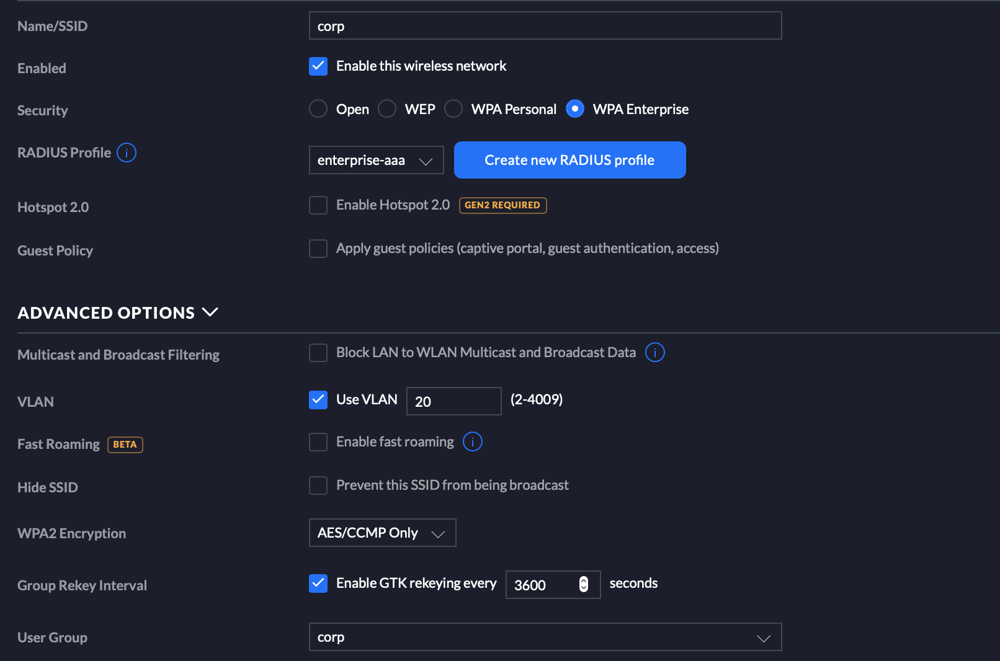 Name/SSID corp
Enabled Enable this wireless network
Security Open WEP WPA Personal WPA Enterprise
RADIUS Profile i enterprise-aaa Create new RADIUS profile
Hotspot 2.0 Enable Hotspot 2.0 GEN2 REQUIRED
Guest Policy Apply guest policies (captive portal, guest authentication, access)
ADVANCED OPTIONS
Multicast and Broadcast Filtering Block LAN to WLAN Multicast and Broadcast Data i
VLAN Use VLAN 20 (2-4009)
Fast Roaming BETA Enable fast roaming i
Hide SSID Prevent this SSID from being broadcast
WPA2 Encryption AES/CCMP Only
Group Rekey Interval Enable GTK rekeying every 3600 seconds
User Group corp